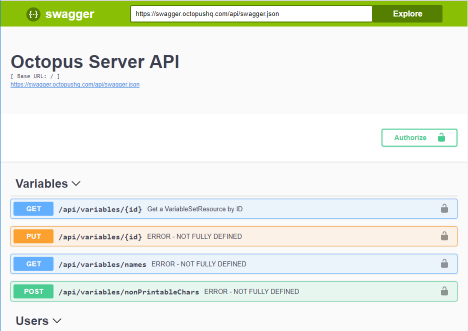 {··} swagger
https://swagger.octopushq.com/api/swagger.json
Explore
Octopus Server API
[ Base URL: / ]
https://swagger.octopushq.com/api/swagger.json
Authorize
Variables
GET /api/variables/{id} Get a VariableSetResource by ID
PUT /api/variables/{id} ERROR - NOT FULLY DEFINED
GET /api/variables/names ERROR - NOT FULLY DEFINED
POST /api/variables/nonPrintableChars ERROR - NOT FULLY DEFINED
Users